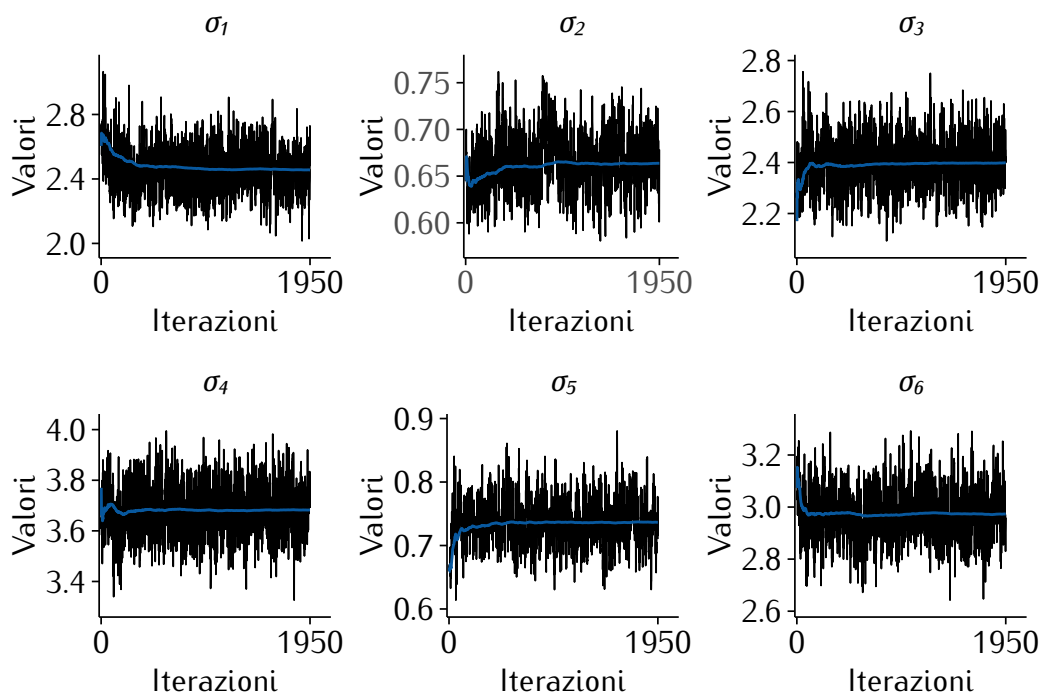 σ1 σ2 σ3
Valori 2.8 2.4 2.0
0 1950
Iterazioni
Valori 0.75 0.70 0.65 0.60
0 1950
Iterazioni
Valori 2.8 2.6 2.4 2.2
0 1950
Iterazioni
σ4 σ5 σ6
Valori 4.0 3.8 3.6 3.4
0 1950
Iterazioni
Valori 0.9 0.8 0.7 0.6
0 1950
Iterazioni
Valori 3.2 3.0 2.8 2.6
0 1950
Iterazioni